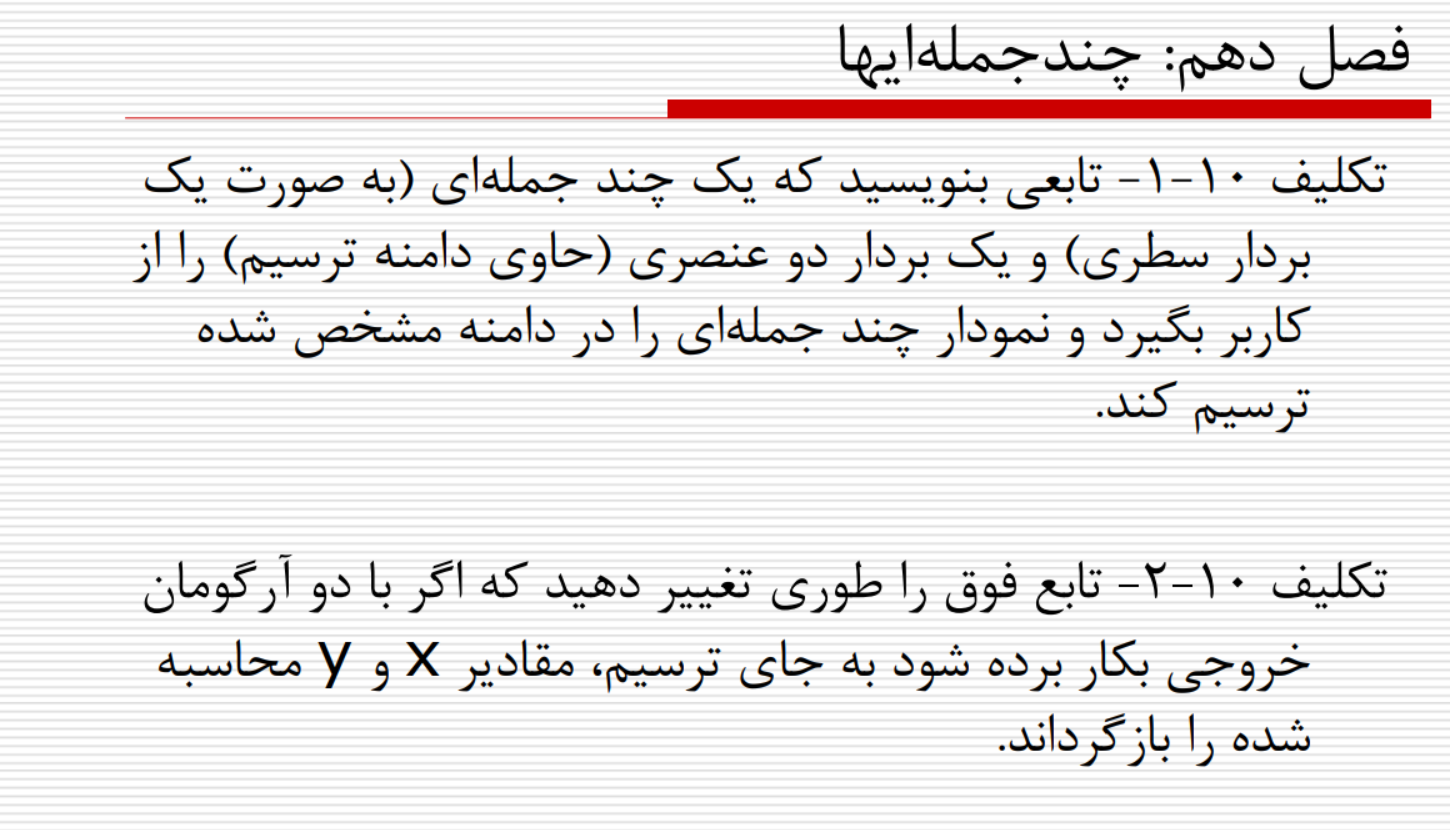 فصل دهم: چندجمله‌ایها
تکلیف ۱۰-۱- تابعی بنویسید که یک چند جمله‌ای (به صورت یک
بردار سطری) و یک بردار دو عنصری (حاوی دامنه ترسیم) را از
کاربر بگیرد و نمودار چند جمله‌ای را در دامنه مشخص شده
ترسیم کند.
تکلیف ۱۰-۲- تابع فوق را طوری تغییر دهید که اگر با دو آرگومان
خروجی بکار برده شود به جای ترسیم، مقادیر x و y محاسبه
شده را بازگرداند.